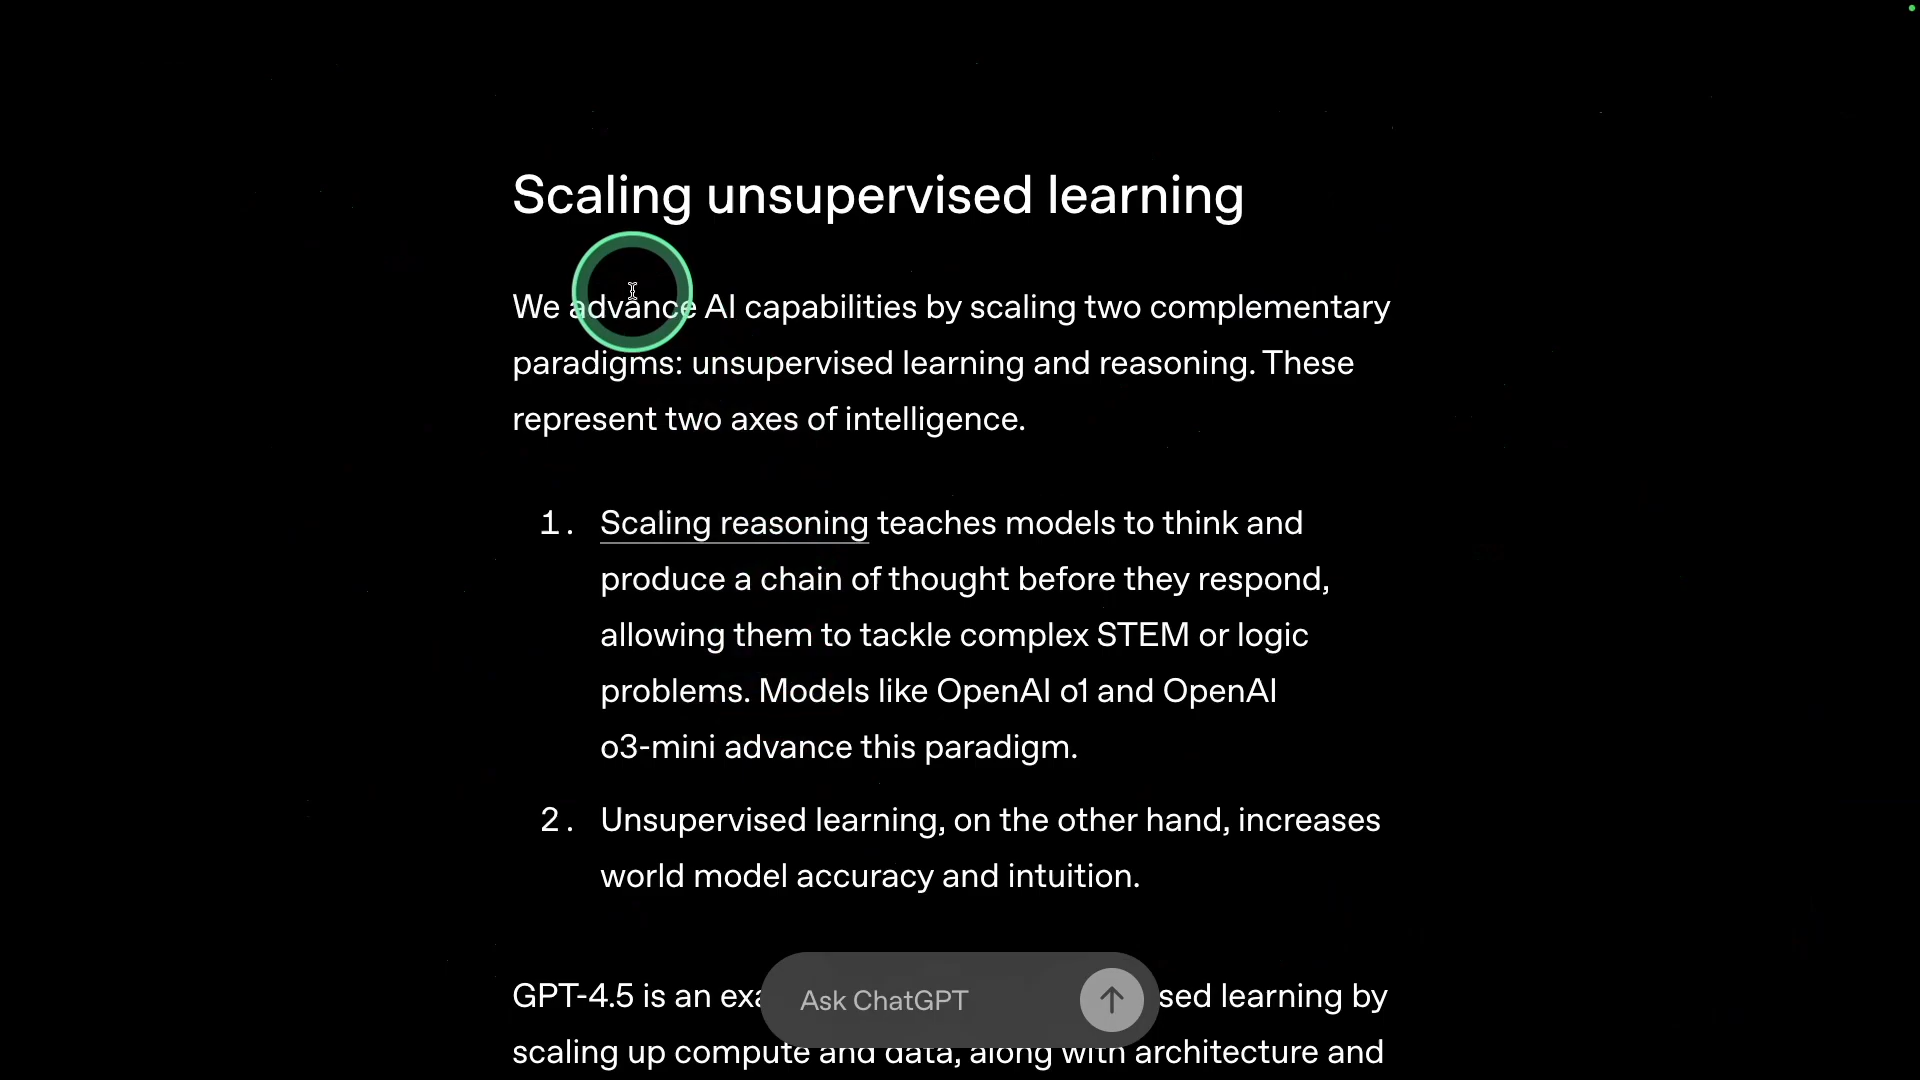 Scaling unsupervised learning
We advance AI capabilities by scaling two complementary
paradigms: unsupervised learning and reasoning. These
represent two axes of intelligence.
1. Scaling reasoning teaches models to think and
produce a chain of thought before they respond,
allowing them to tackle complex STEM or logic
problems. Models like OpenAI o1 and OpenAI
o3-mini advance this paradigm.
2. Unsupervised learning, on the other hand, increases
world model accuracy and intuition.
GPT-4.5 is an learning by
Ask ChatGPT
scaling up compute and data, along with architecture and